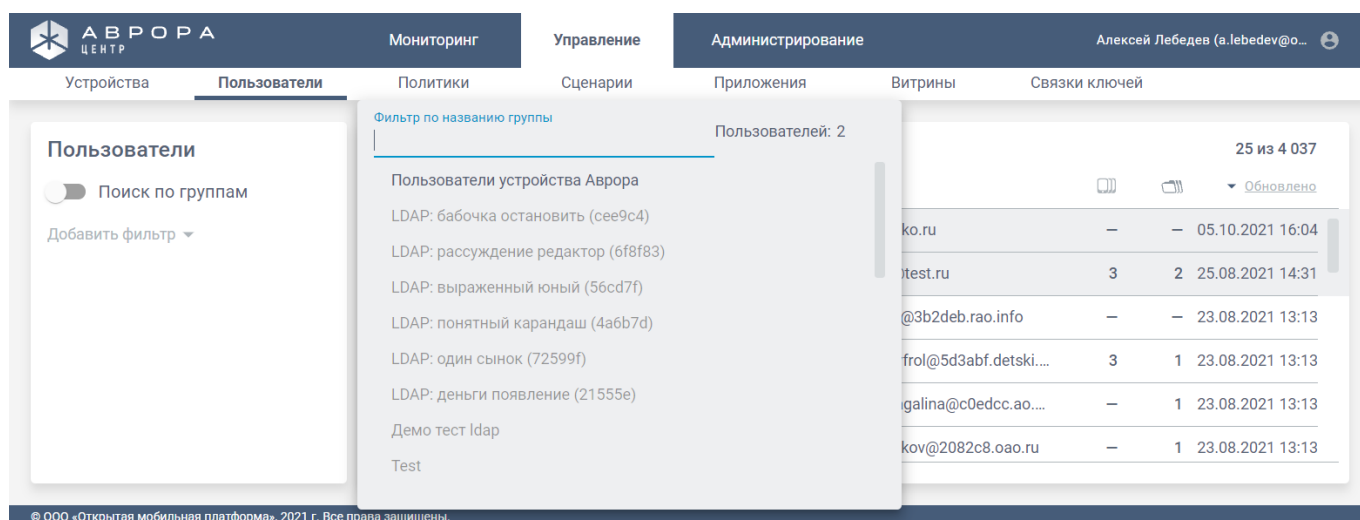 АВРОРА
ЦЕНТР
Мониторинг Управление Администрирование Алексей Лебедев (a.lebedev@o...
Устройства Пользователи Политики Сценарии Приложения Витрины Связки ключей
Пользователи
Поиск по группам
Добавить фильтр
Фильтр по названию группы
Пользователей: 2
Пользователи устройства Аврора
LDAP: бабочка остановить (cee9c4)
LDAP: рассуждение редактор (6f8f83)
LDAP: выраженный юный (56cd7f)
LDAP: понятный карандаш (4a6b7d)
LDAP: один сынок (72599f)
LDAP: деньги появление (21555e)
Демо тест ldap
Test
25 из 4 037
Обновлено
ko.ru — — 05.10.2021 16:04
test.ru 3 2 25.08.2021 14:31
@3b2deb.rao.info — — 23.08.2021 13:13
frol@5d3abf.detski.... 3 1 23.08.2021 13:13
galina@c0edcc.ao.... — 1 23.08.2021 13:13
kov@2082c8.oao.ru — 1 23.08.2021 13:13
© ООО «Открытая мобильная платформа», 2021 г. Все права защищены.